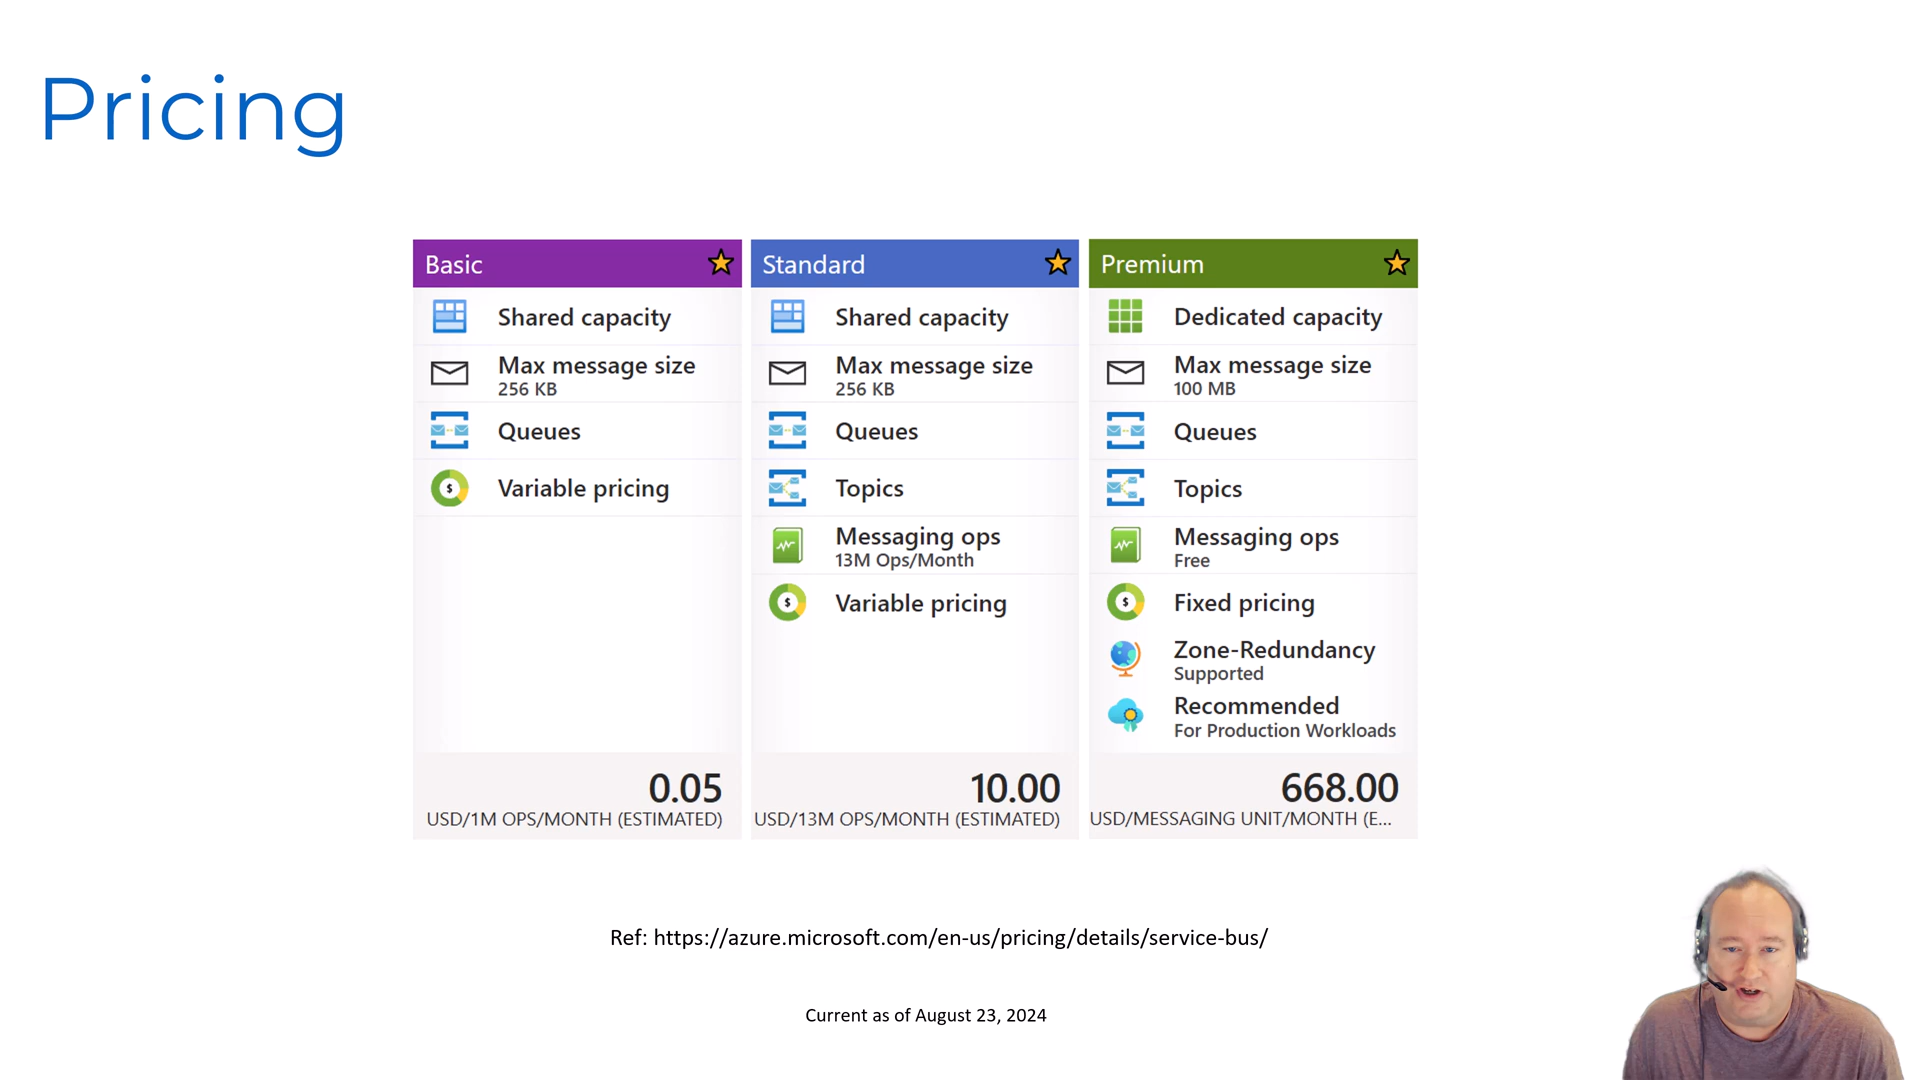 Pricing
Basic
Shared capacity
Max message size
256 KB
Queues
Variable pricing
0.05
USD/1M OPS/MONTH (ESTIMATED)
Standard
Shared capacity
Max message size
256 KB
Queues
Topics
Messaging ops
13M Ops/Month
Variable pricing
10.00
USD/13M OPS/MONTH (ESTIMATED)
Premium
Dedicated capacity
Max message size
100 MB
Queues
Topics
Messaging ops
Free
Fixed pricing
Zone-Redundancy
Supported
Recommended
For Production Workloads
668.00
USD/MESSAGING UNIT/MONTH (E...
Ref: https://azure.microsoft.com/en-us/pricing/details/service-bus/
Current as of August 23, 2024